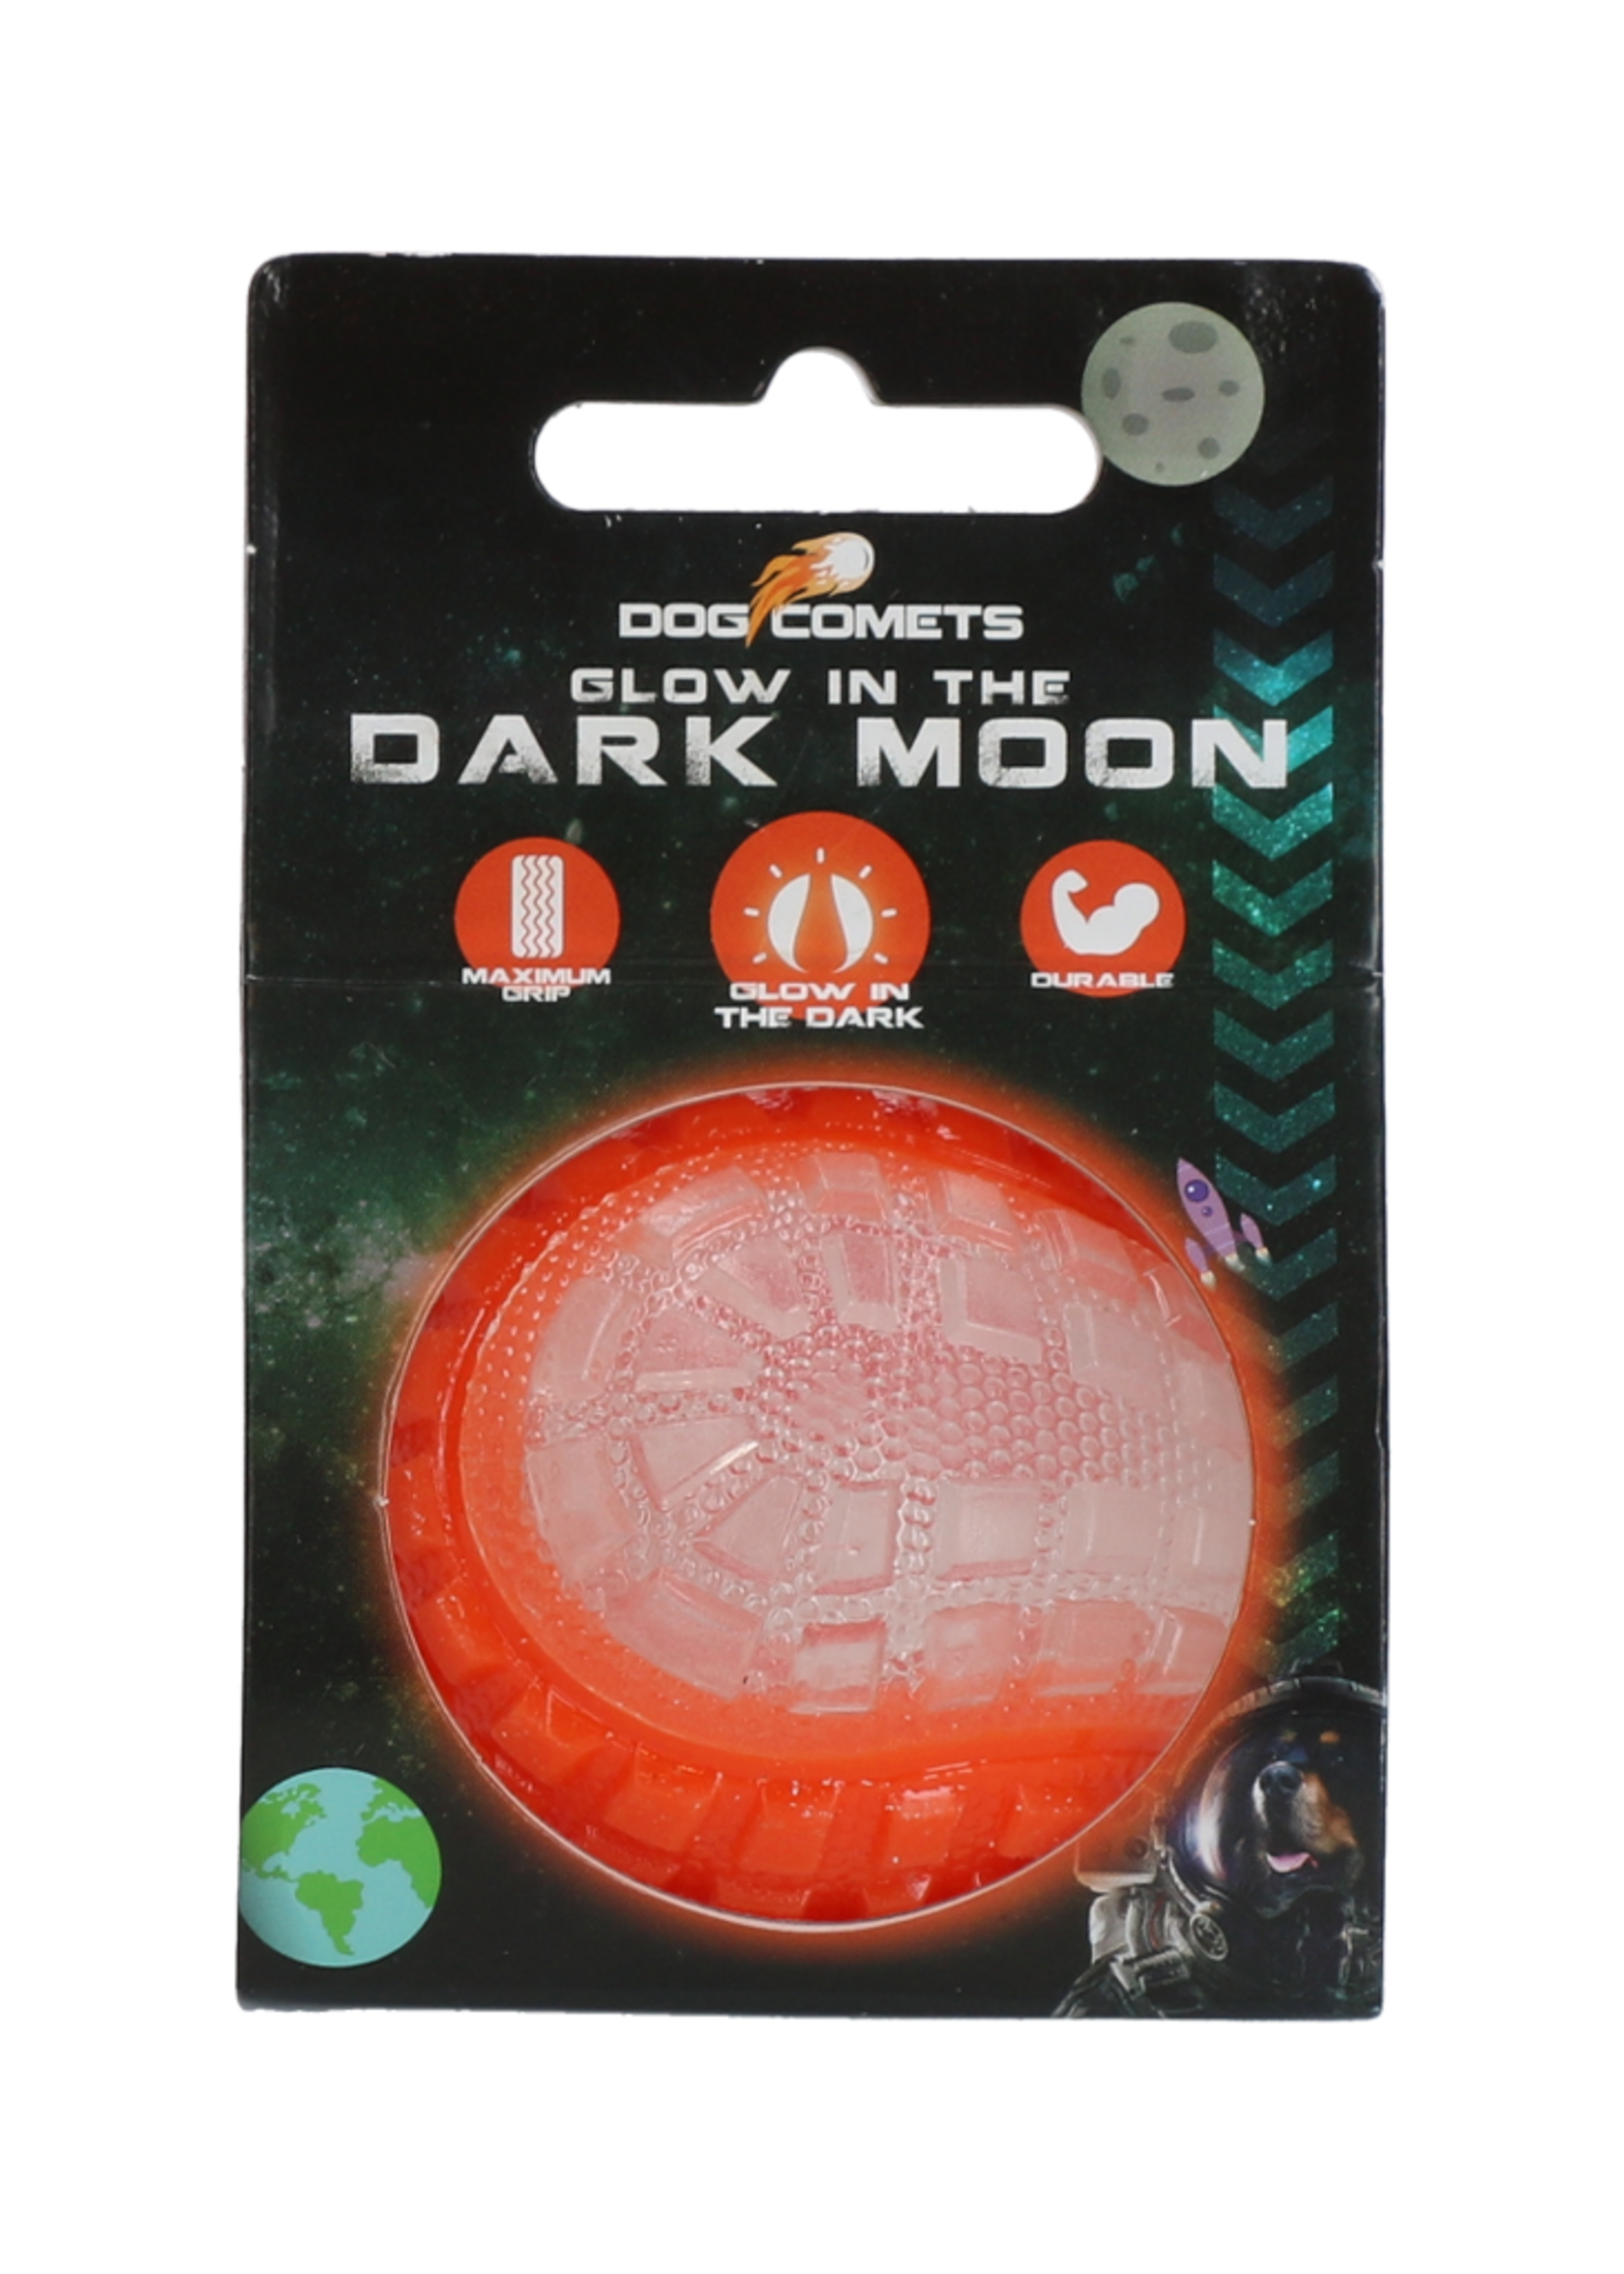 DOG COMETS
GLOW IN THE
DARK MOON
MAXIMUM
GRIP
GLOW IN
THE DARK
DURABLE